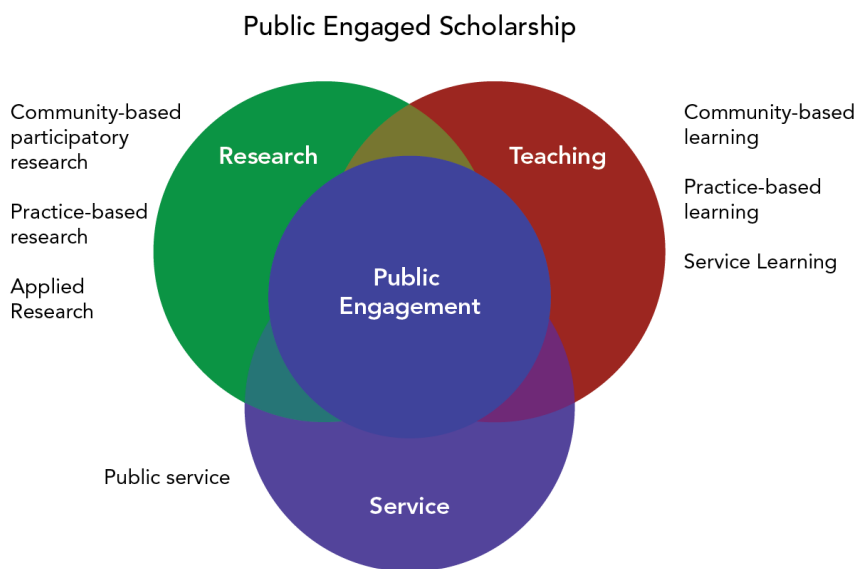 Public Engaged Scholarship
Community-based
participatory
research
Practice-based
research
Applied
Research
Research
Teaching
Community-based
learning
Practice-based
learning
Service Learning
Public
Engagement
Public service
Service